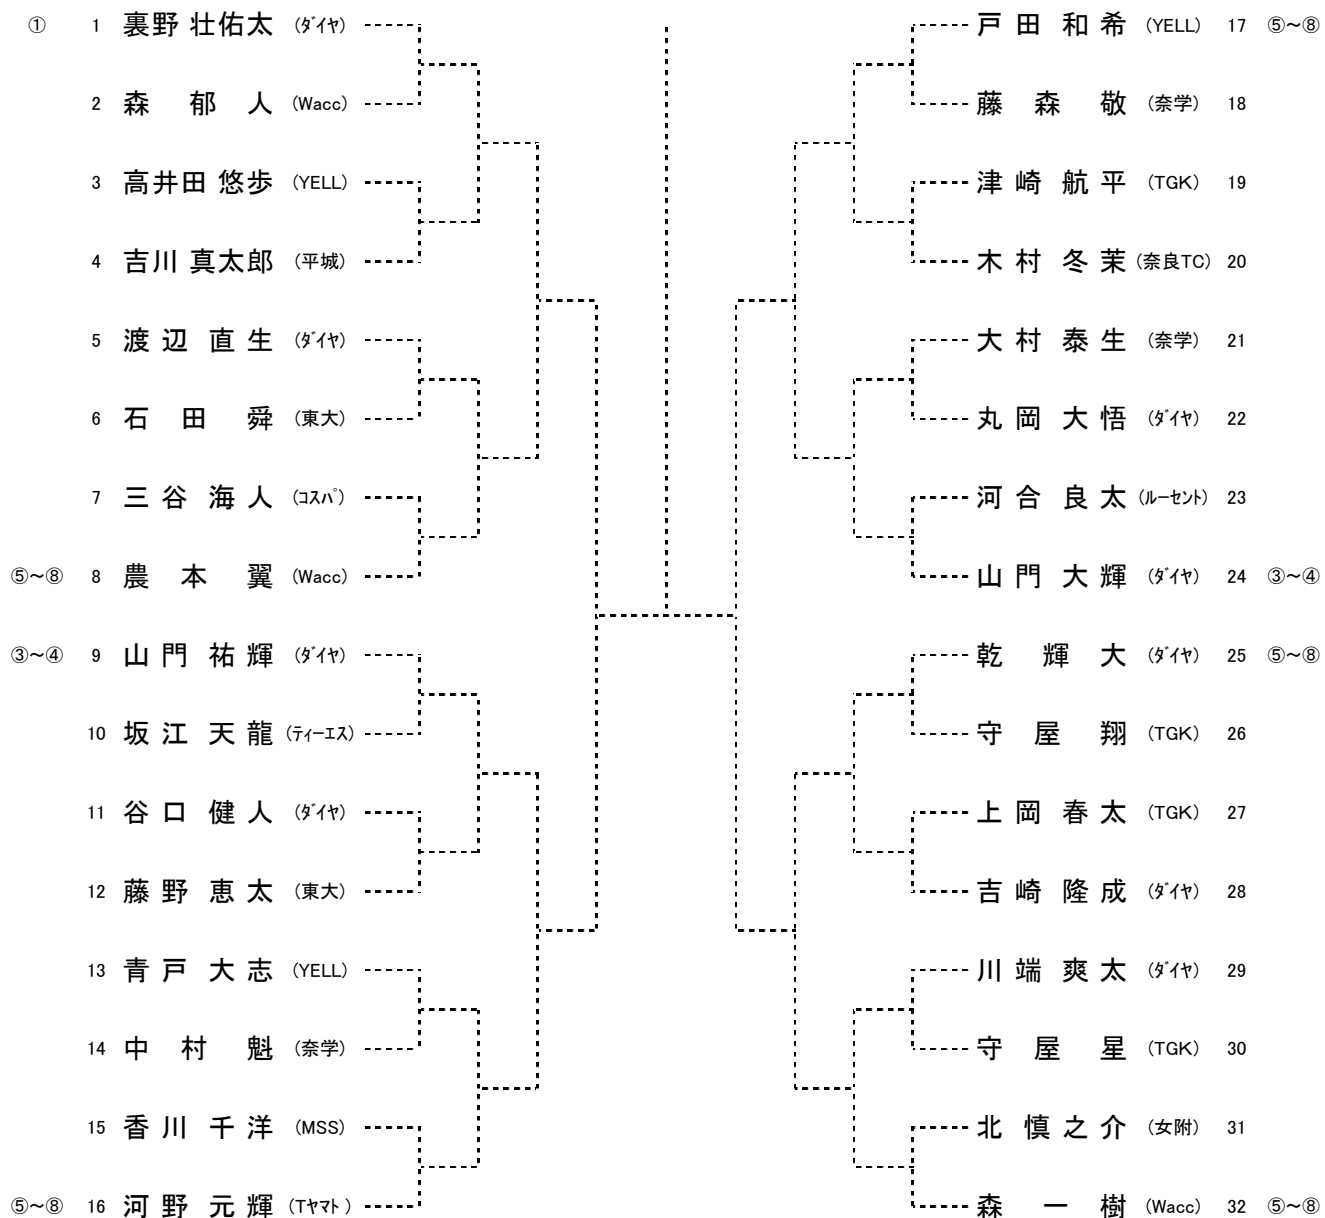 ① 1 裏野 壮佑太 (ﾀﾞｲﾔ)
2 森 郁 人 (Wacc)
3 高井田 悠歩 (YELL)
4 吉川 真太郎 (平城)
5 渡辺 直生 (ﾀﾞｲﾔ)
6 石 田 舜 (東大)
7 三谷 海人 (ｺｽﾊﾟ)
⑤～⑧ 8 農 本 翼 (Wacc)
③～④ 9 山門 祐輝 (ﾀﾞｲﾔ)
10 坂江 天龍 (ﾃｨｰｴｽ)
11 谷口 健人 (ﾀﾞｲﾔ)
12 藤野 恵太 (東大)
13 青戸 大志 (YELL)
14 中 村 魁 (奈学)
15 香川 千洋 (MSS)
⑤～⑧ 16 河野 元輝 (Tﾔﾏﾄ)
戸田 和希 (YELL) 17 ⑤～⑧
藤 森 敬 (奈学) 18
津崎 航平 (TGK) 19
木村 冬茉 (奈良TC) 20
大村 泰生 (奈学) 21
丸岡 大悟 (ﾀﾞｲﾔ) 22
河合 良太 (ﾙｰｾﾝﾄ) 23
山門 大輝 (ﾀﾞｲﾔ) 24 ③～④
乾 輝 大 (ﾀﾞｲﾔ) 25 ⑤～⑧
守 屋 翔 (TGK) 26
上岡 春太 (TGK) 27
吉崎 隆成 (ﾀﾞｲﾔ) 28
川端 爽太 (ﾀﾞｲﾔ) 29
守 屋 星 (TGK) 30
北 慎之介 (女附) 31
森 一 樹 (Wacc) 32 ⑤～⑧